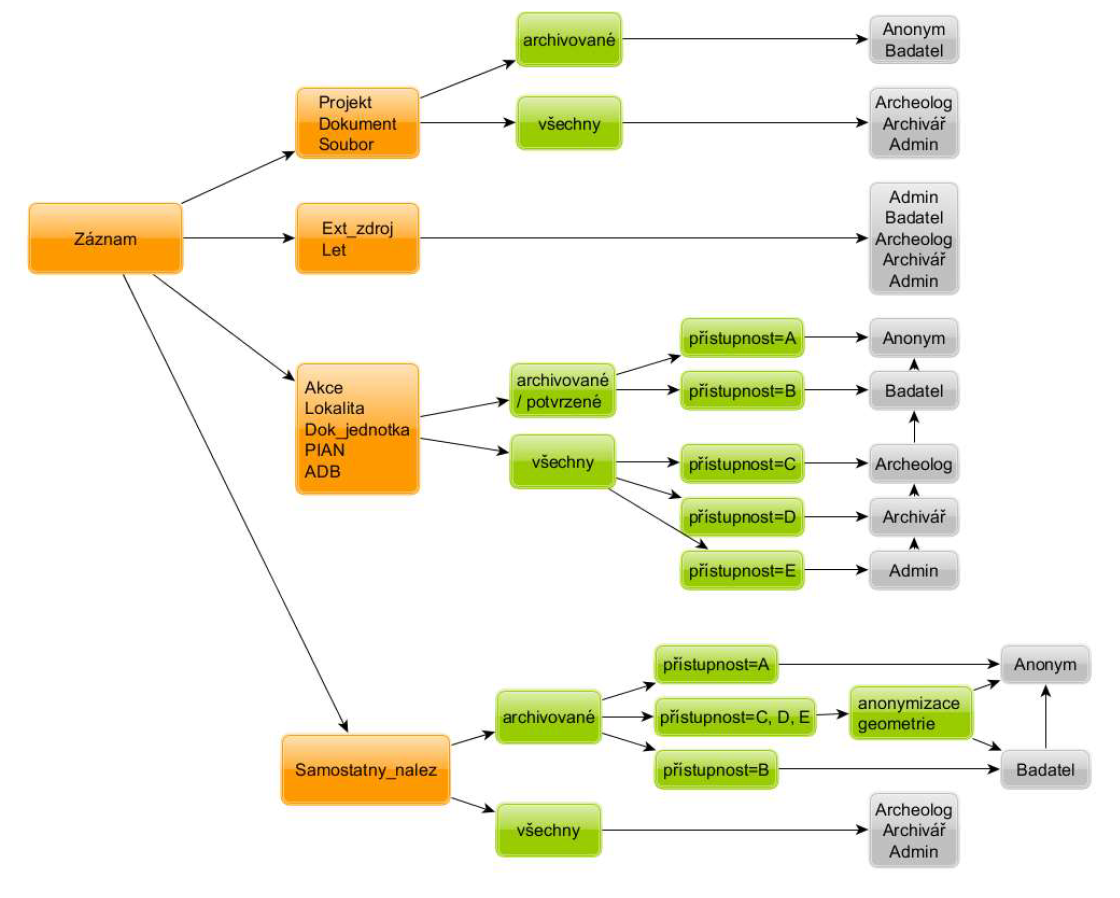 archivované
Anonym
Badatel
Projekt
Dokument
Soubor
všechny
Archeolog
Archivář
Admin
Záznam
Ext_zdroj
Let
Admin
Badatel
Archeolog
Archivář
Admin
Akce
Lokalita
Dok_jednotka
PIAN
ADB
archivované
/ potvrzené
přístupnost=A
Anonym
přístupnost=B
Badatel
všechny
přístupnost=C
Archeolog
přístupnost=D
Archivář
přístupnost=E
Admin
Samostatny_nalez
archivované
přístupnost=A
Anonym
přístupnost=C, D, E
anonymizace
geometrie
přístupnost=B
Badatel
všechny
Archeolog
Archivář
Admin